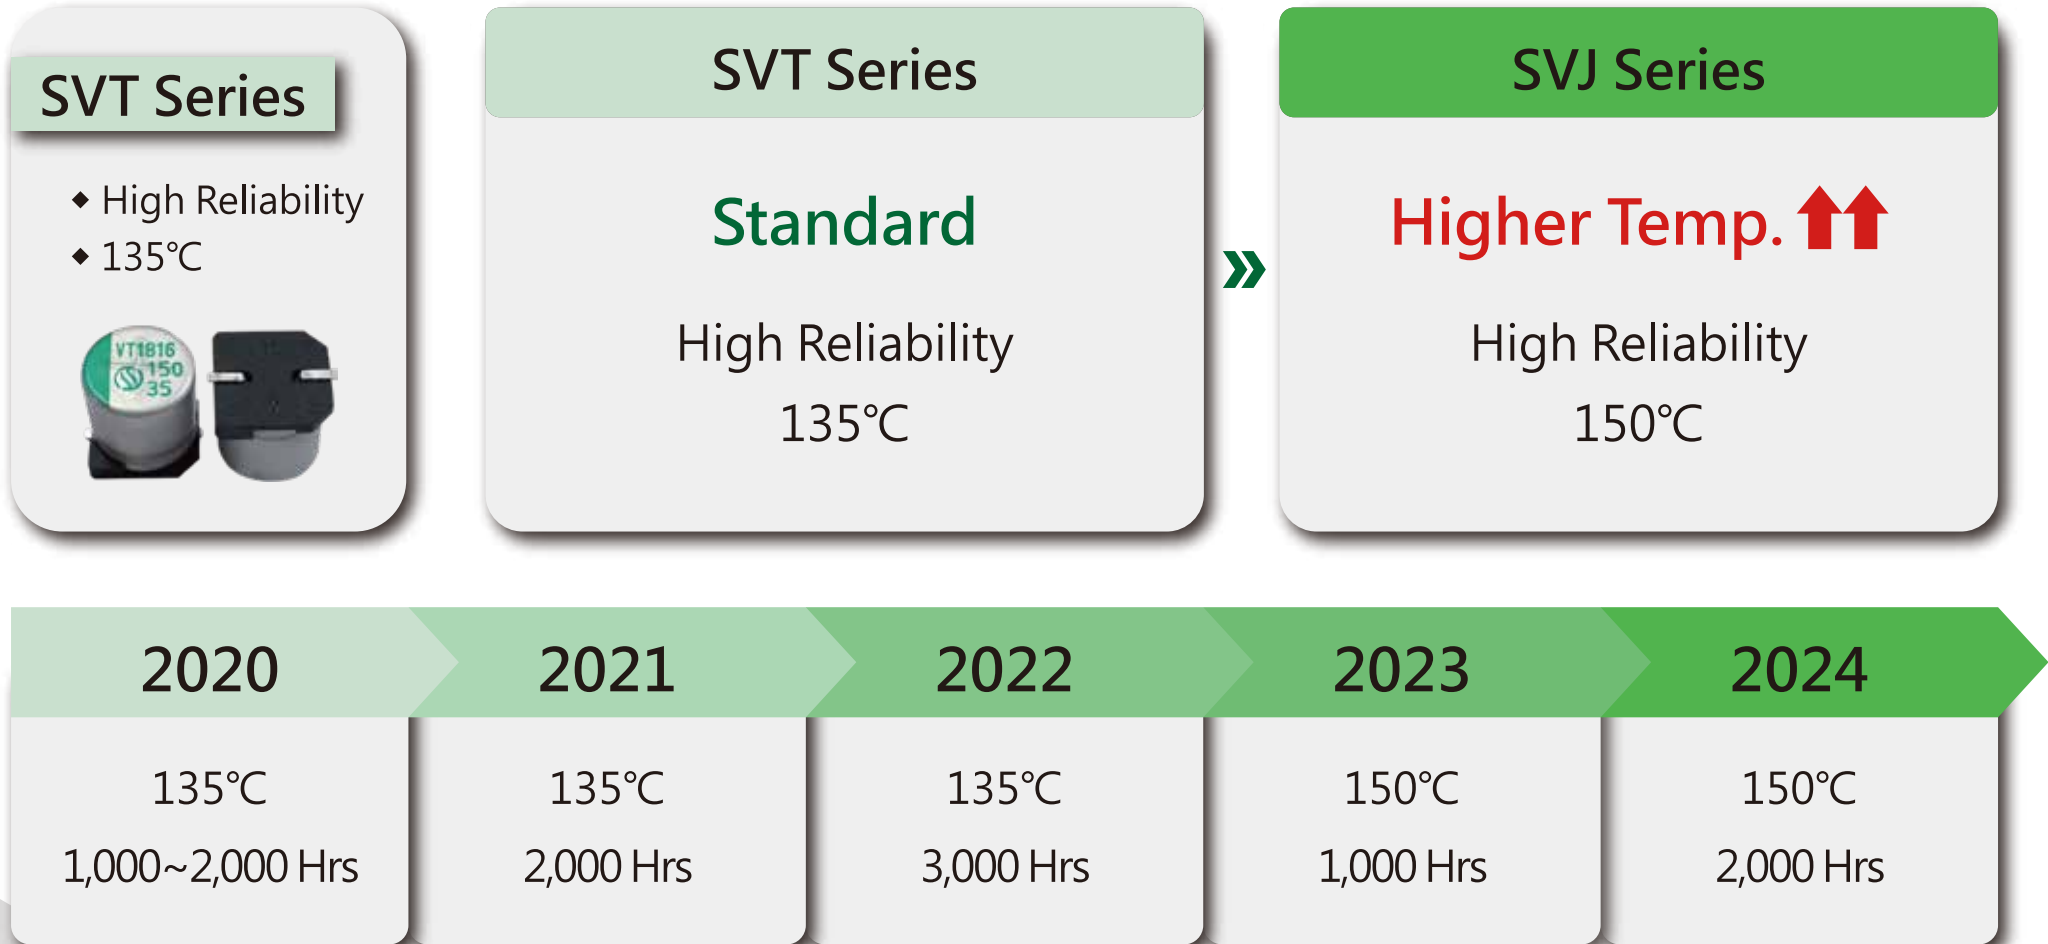 SVT Series
◆ High Reliability
◆ 135℃
VT1816
150
35
SVT Series
Standard
High Reliability
135℃
»
SVJ Series
Higher Temp.
High Reliability
150℃
2020
135℃
1,000~2,000 Hrs
2021
135℃
2,000 Hrs
2022
135℃
3,000 Hrs
2023
150℃
1,000 Hrs
2024
150℃
2,000 Hrs